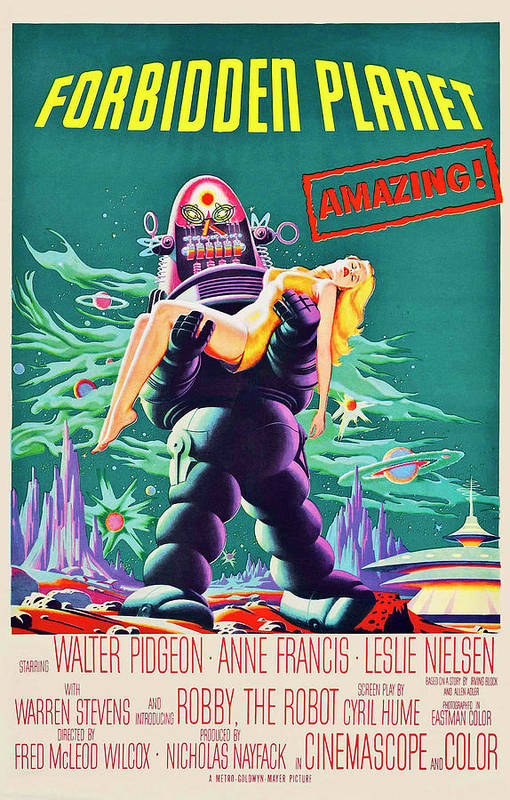 FORBIDDEN PLANET
AMAZING!
STARRING WALTER PIDGEON · ANNE FRANCIS · LESLIE NIELSEN
WITH WARREN STEVENS AND INTRODUCING ROBBY, THE ROBOT SCREEN PLAY BY CYRIL HUME BASED ON A STORY BY IRVING BLOCK AND ALLEN ADLER PHOTOGRAPHED IN EASTMAN COLOR
DIRECTED BY FRED McLEOD WILCOX · PRODUCED BY NICHOLAS NAYFACK IN CINEMASCOPE AND COLOR
A METRO-GOLDWYN-MAYER PICTURE